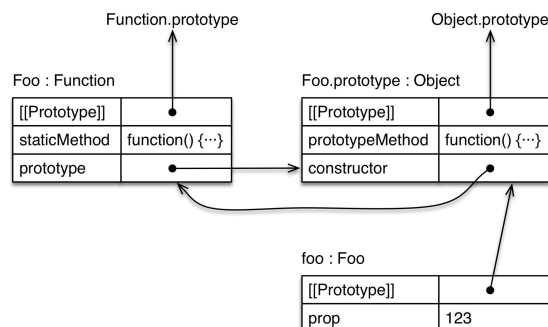 Function.prototype
Object.prototype
Foo : Function
Foo.prototype : Object
[[Prototype]]
staticMethod function() {···}
prototype
[[Prototype]]
prototypeMethod function() {···}
constructor
foo : Foo
[[Prototype]]
prop 123